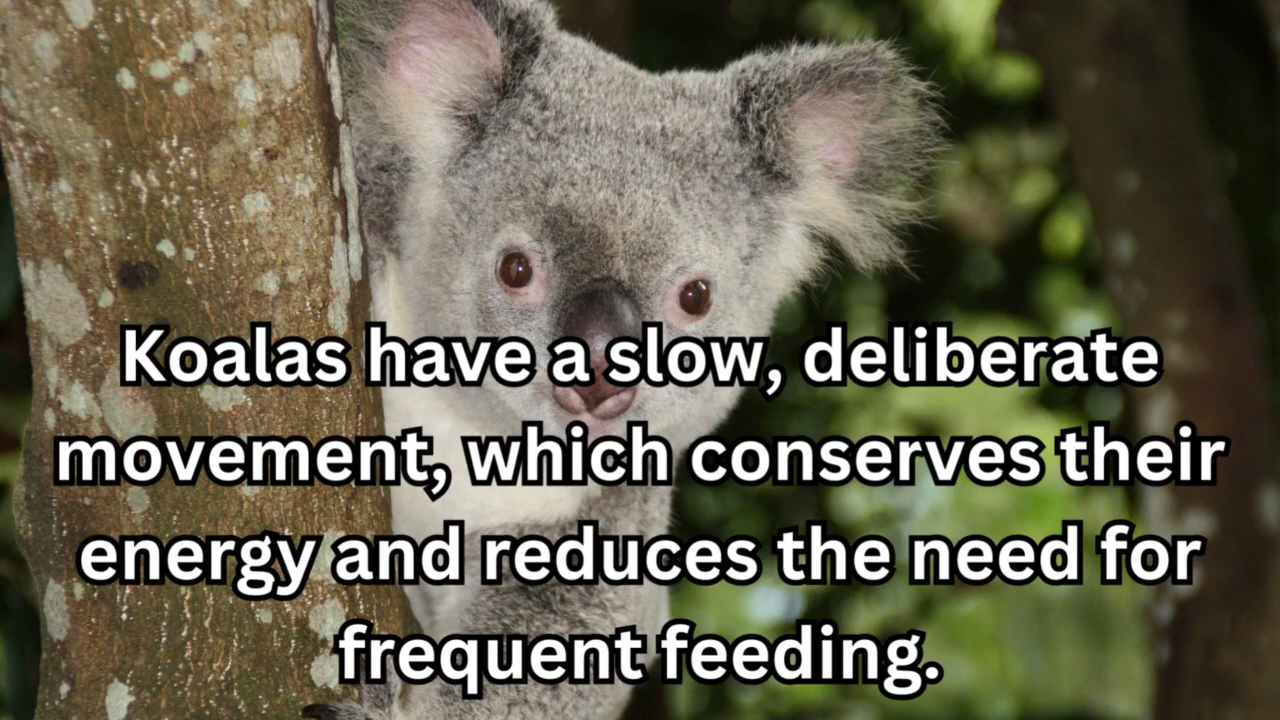 Koalas have a slow, deliberate
movement, which conserves their
energy and reduces the need for
frequent feeding.